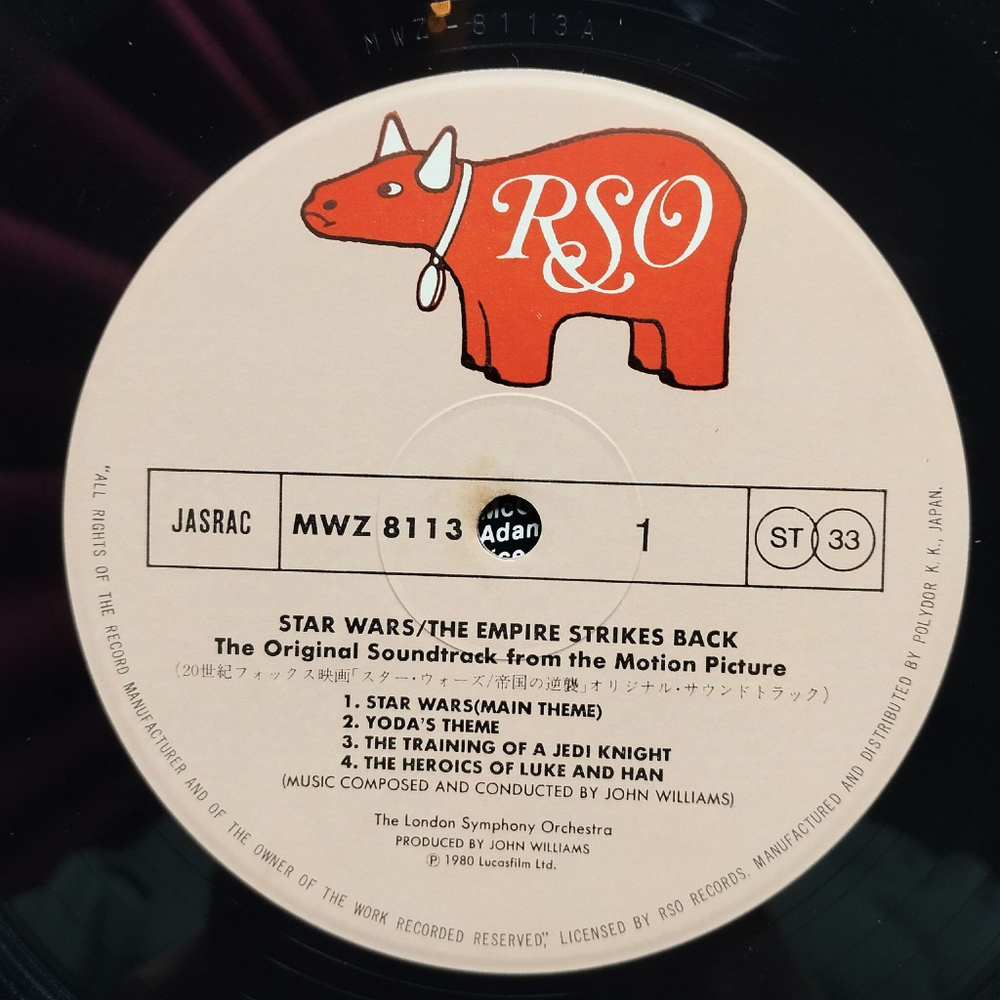 MWZ-8113A
RSO
JASRAC
MWZ 8113
Adam
1
ST 33
STAR WARS/THE EMPIRE STRIKES BACK
The Original Soundtrack from the Motion Picture
(20世紀フォックス映画「スター・ウォーズ/帝国の逆襲」オリジナル・サウンドトラック)
1. STAR WARS(MAIN THEME)
2. YODA'S THEME
3. THE TRAINING OF A JEDI KNIGHT
4. THE HEROICS OF LUKE AND HAN
(MUSIC COMPOSED AND CONDUCTED BY JOHN WILLIAMS)
The London Symphony Orchestra
PRODUCED BY JOHN WILLIAMS
Ⓟ 1980 Lucasfilm Ltd.
"ALL RIGHTS OF THE RECORD MANUFACTURER AND OF THE OWNER OF THE WORK RECORDED RESERVED", LICENSED BY RSO RECORDS. MANUFACTURED AND DISTRIBUTED BY POLYDOR K. K., JAPAN.